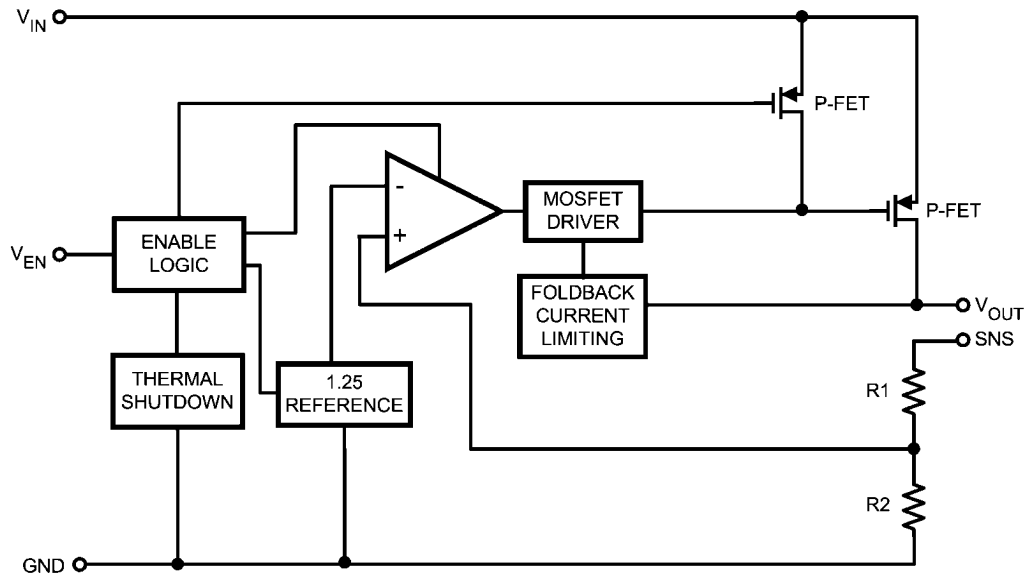 VIN
P-FET
MOSFET
DRIVER
P-FET
-
+
VEN
ENABLE
LOGIC
FOLDBACK
CURRENT
LIMITING
VOUT
SNS
THERMAL
SHUTDOWN
1.25
REFERENCE
R1
R2
GND